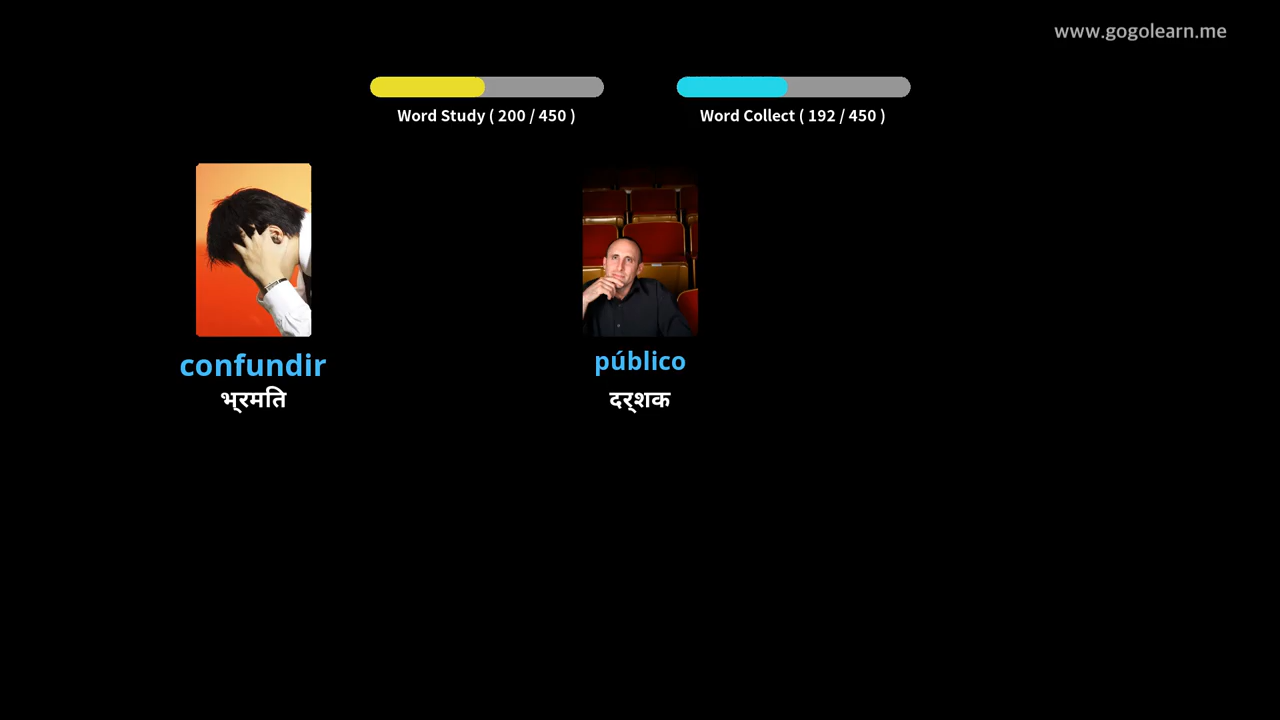 www.gogolearn.me
Word Study ( 200 / 450 )
Word Collect ( 192 / 450 )
confundir
भ्रमति
público
दर्शक